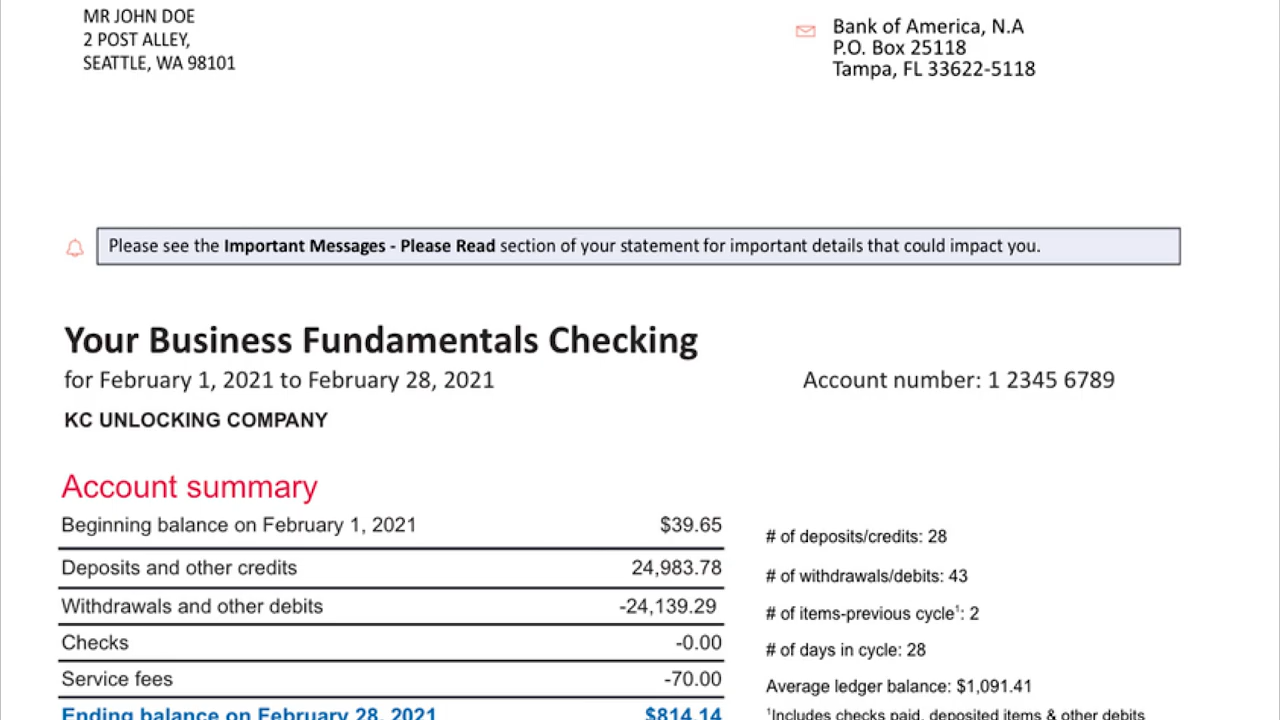 MR JOHN DOE
2 POST ALLEY,
SEATTLE, WA 98101
Bank of America, N.A
P.O. Box 25118
Tampa, FL 33622-5118
Please see the Important Messages - Please Read section of your statement for important details that could impact you.
Your Business Fundamentals Checking
for February 1, 2021 to February 28, 2021
Account number: 1 2345 6789
KC UNLOCKING COMPANY
Account summary
Beginning balance on February 1, 2021 $39.65
Deposits and other credits 24,983.78
Withdrawals and other debits -24,139.29
Checks -0.00
Service fees -70.00
Ending balance on February 28, 2021 $814.14
# of deposits/credits: 28
# of withdrawals/debits: 43
# of items-previous cycle¹: 2
# of days in cycle: 28
Average ledger balance: $1,091.41
¹Includes checks paid, deposited items & other debits